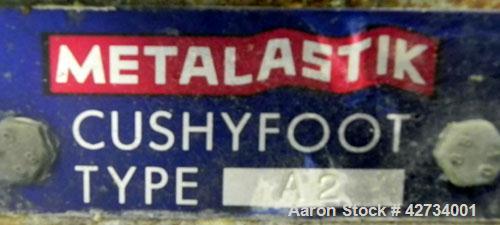 METALASTIK
CUSHYFOOT
TYPE A2
Aaron Stock # 42734001